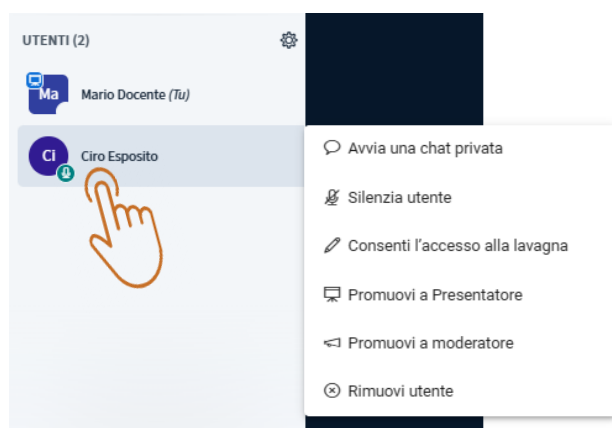 UTENTI (2)
Ma
Mario Docente (Tu)
Ci
Ciro Esposito
Avvia una chat privata
Silenzia utente
Consenti l'accesso alla lavagna
Promuovi a Presentatore
Promuovi a moderatore
Rimuovi utente